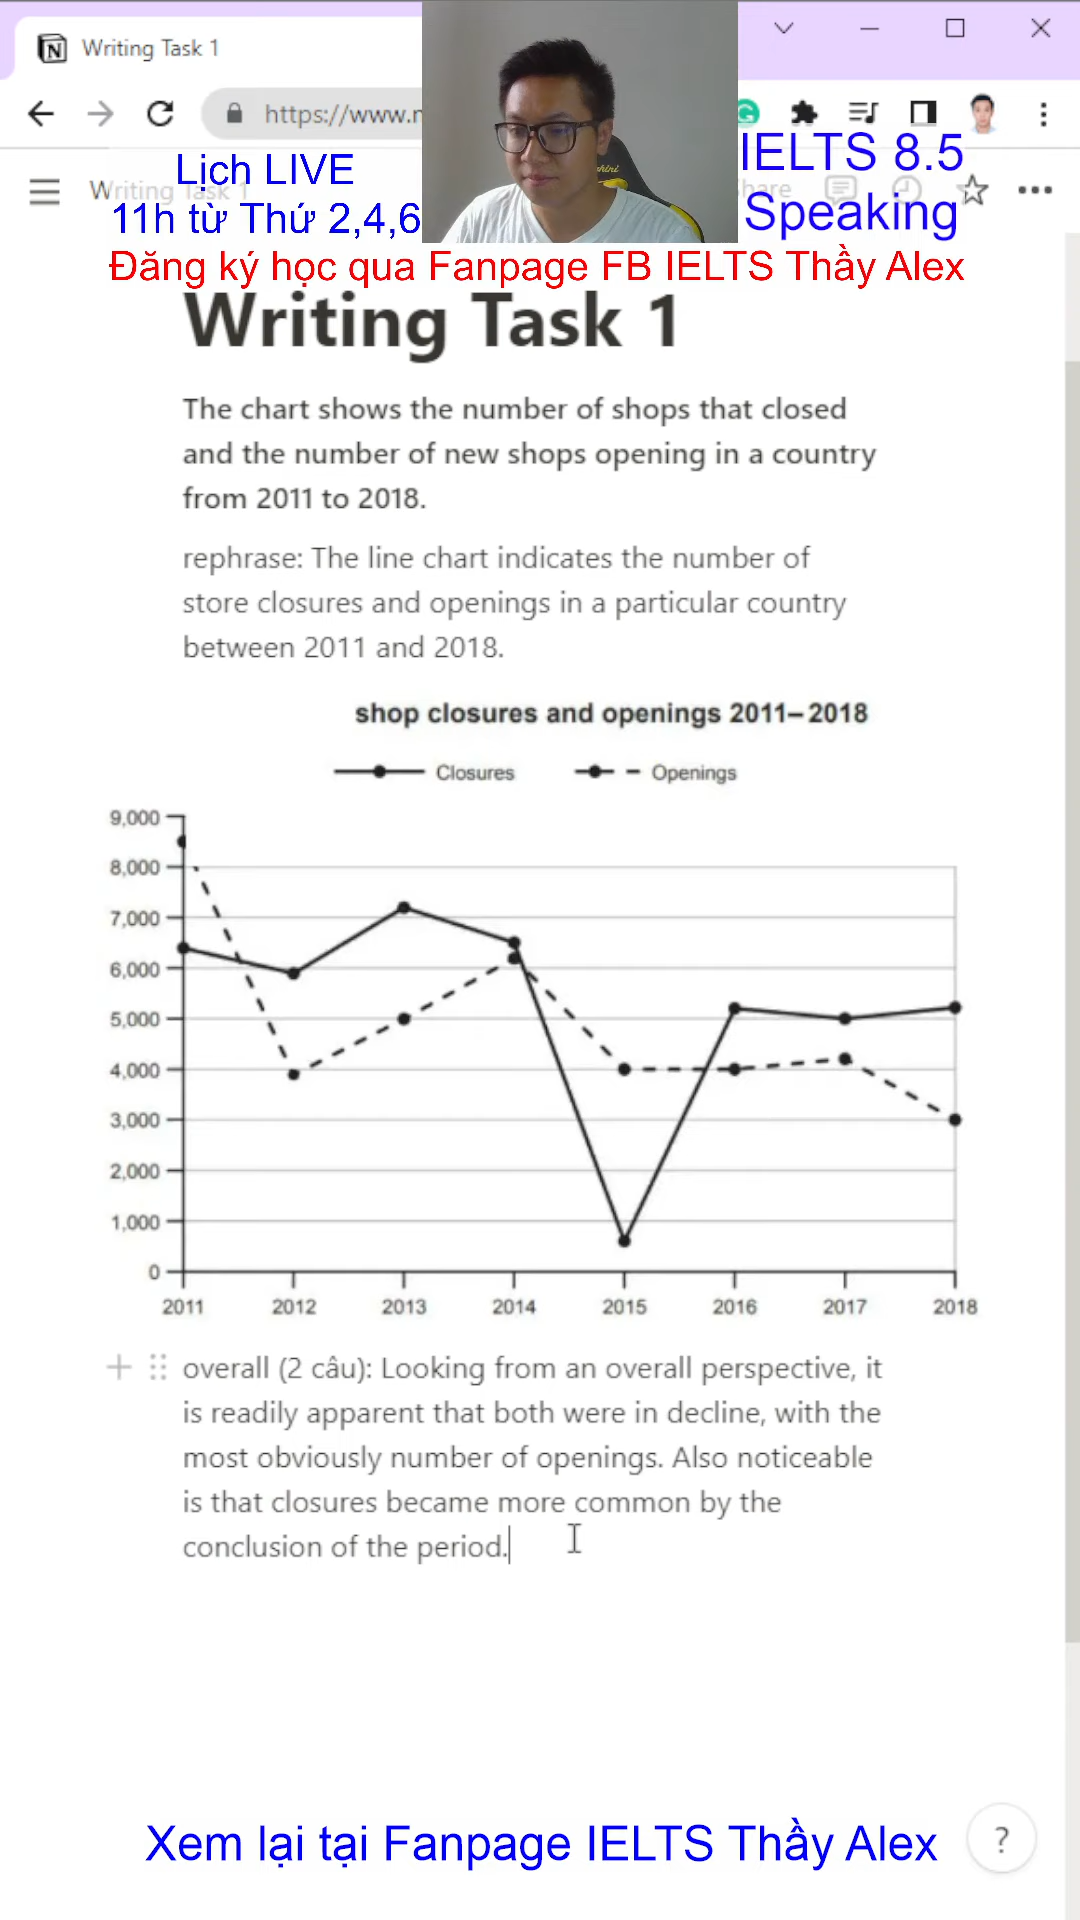 Writing Task 1
https://www.n
Lịch LIVE
11h từ Thứ 2,4,6
IELTS 8.5
Speaking
Writing Task 1
Share
Đăng ký học qua Fanpage FB IELTS Thầy Alex
Writing Task 1
The chart shows the number of shops that closed
and the number of new shops opening in a country
from 2011 to 2018.
rephrase: The line chart indicates the number of
store closures and openings in a particular country
between 2011 and 2018.
shop closures and openings 2011–2018
Closures Openings
9,000
8,000
7,000
6,000
5,000
4,000
3,000
2,000
1,000
0
2011 2012 2013 2014 2015 2016 2017 2018
overall (2 câu): Looking from an overall perspective, it
is readily apparent that both were in decline, with the
most obviously number of openings. Also noticeable
is that closures became more common by the
conclusion of the period.
Xem lại tại Fanpage IELTS Thầy Alex
?